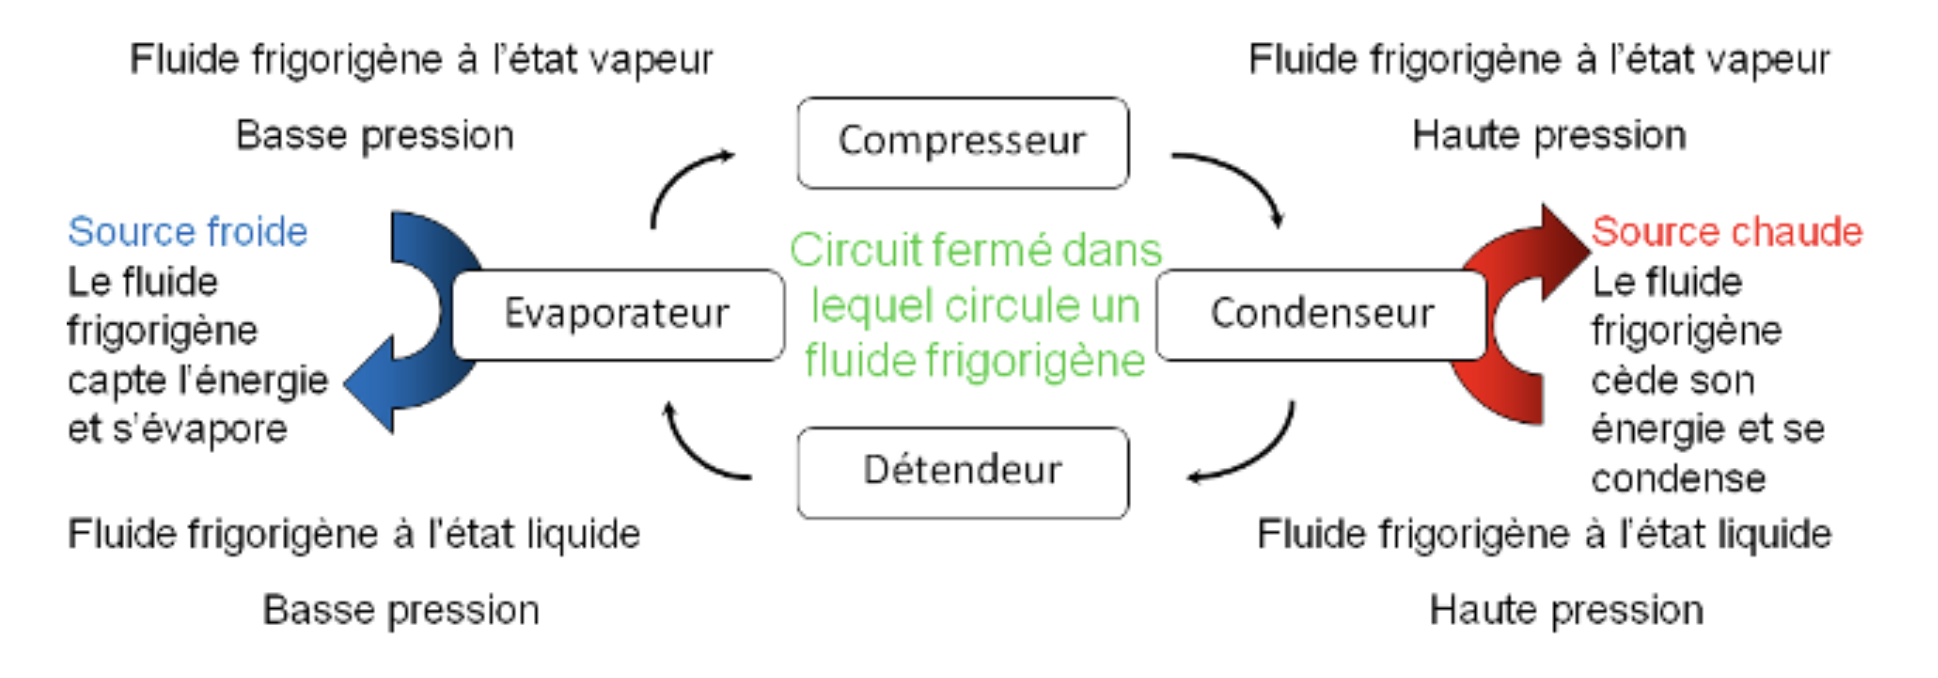 Fluide frigorigène à l'état vapeur
Basse pression
Fluide frigorigène à l'état vapeur
Haute pression
Compresseur
Source froide
Le fluide
frigorigène
capte l'énergie
et s'évapore
Evaporateur
Circuit fermé dans
lequel circule un
fluide frigorigène
Condenseur
Source chaude
Le fluide
frigorigène
cède son
énergie et se
condense
Détendeur
Fluide frigorigène à l'état liquide
Basse pression
Fluide frigorigène à l'état liquide
Haute pression